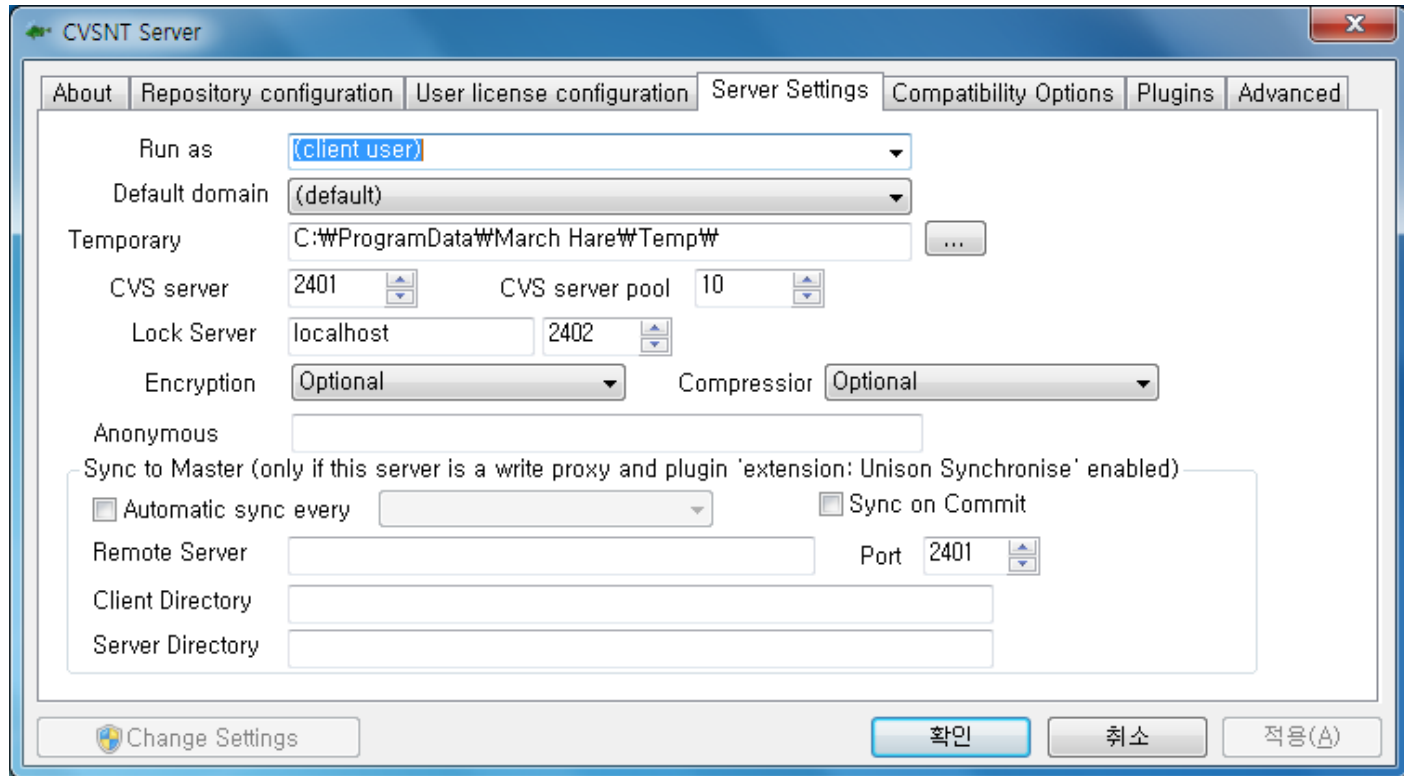 CVSNT Server
About Repository configuration User license configuration Server Settings Compatibility Options Plugins Advanced
Run as (client user)
Default domain (default)
Temporary C:₩ProgramData₩March Hare₩Temp₩ ...
CVS server 2401 CVS server pool 10
Lock Server localhost 2402
Encryption Optional Compressior Optional
Anonymous
Sync to Master (only if this server is a write proxy and plugin 'extension: Unison Synchronise' enabled)
Automatic sync every Sync on Commit
Remote Server Port 2401
Client Directory
Server Directory
Change Settings 확인 취소 적용(A)